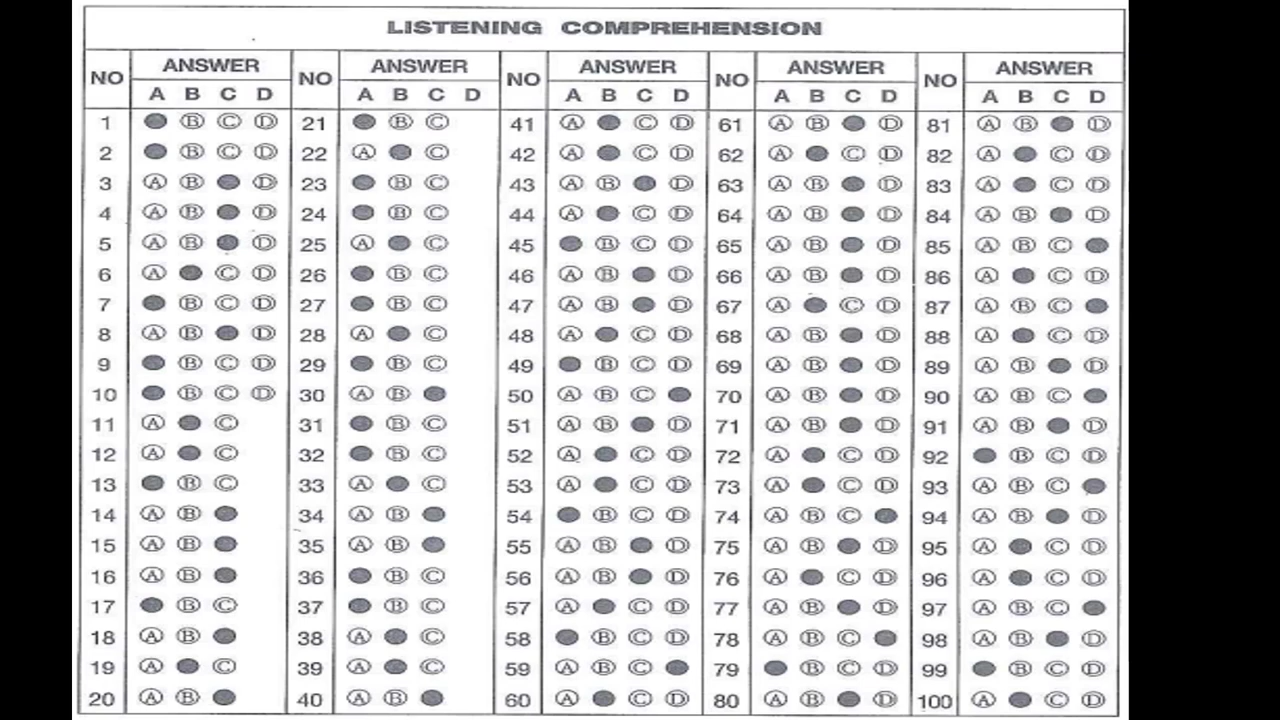 LISTENING COMPREHENSION
NO ANSWER NO ANSWER NO ANSWER NO ANSWER NO ANSWER
A B C D A B C D A B C D A B C D A B C D
1 B C D 21 B C 41 A C D 61 A B D 81 A B D
2 B C D 22 A C 42 A C D 62 A C D 82 A C D
3 A B D 23 B C 43 A B D 63 A B D 83 A C D
4 A B D 24 B C 44 A C D 64 A B D 84 A B D
5 A B D 25 A C 45 B C D 65 A B D 85 A B C
6 A C D 26 B C 46 A B D 66 A B D 86 A C D
7 B C D 27 B C 47 A B D 67 A C D 87 A B C
8 A B D 28 A C 48 A C D 68 A B D 88 A C D
9 B C D 29 B C 49 B C D 69 A B D 89 A B D
10 B C D 30 A B 50 A B C 70 A B D 90 A B C
11 A C 31 B C 51 A B D 71 A B D 91 A B D
12 A C 32 B C 52 A C D 72 A C D 92 B C D
13 B C 33 A C 53 A C D 73 A C D 93 A B C
14 A B 34 A B 54 B C D 74 A B C 94 A B D
15 A B 35 A B 55 A B D 75 A B D 95 A C D
16 A B 36 B C 56 A B D 76 A C D 96 A C D
17 B C 37 B C 57 A C D 77 A B D 97 A B C
18 A B 38 A C 58 B C D 78 A B C 98 A B D
19 A C 39 A C 59 A B C 79 B C D 99 B C D
20 A B 40 A B 60 A C D 80 A B D 100 A C D